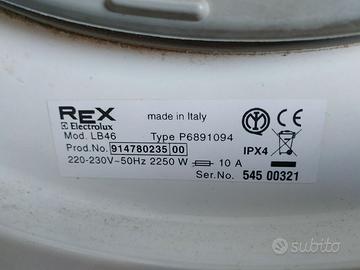 REX
Electrolux
made in Italy
Mod. LB46
Type P6891094
Prod.No. 914780235 00
IPX4
220-230V~50Hz 2250 W 10 A
Ser.No. 545 00321
subito